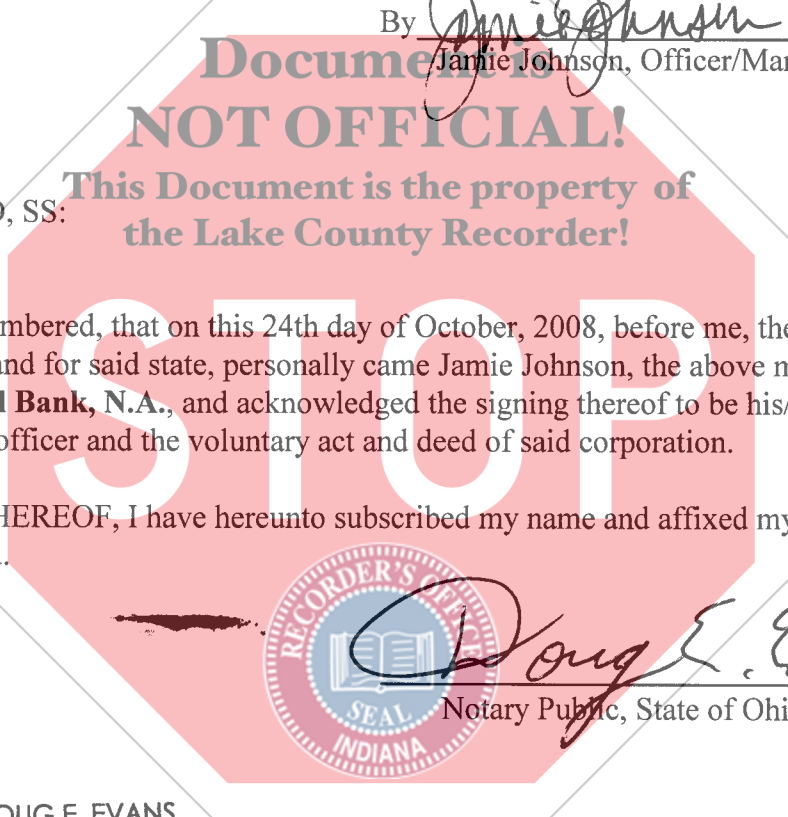 By Jamie Johnson
Jamie Johnson, Officer/Mar
Document is
NOT OFFICIAL!
This Document is the property of
the Lake County Recorder!
O, SS:
STOP
mbered, that on this 24th day of October, 2008, before me, the
and for said state, personally came Jamie Johnson, the above m
l Bank, N.A., and acknowledged the signing thereof to be his/
officer and the voluntary act and deed of said corporation.
HEREOF, I have hereunto subscribed my name and affixed my
RECORDER'S OFFICE
SEAL
INDIANA
Doug E. E
Notary Public, State of Ohi
OUG E. EVANS